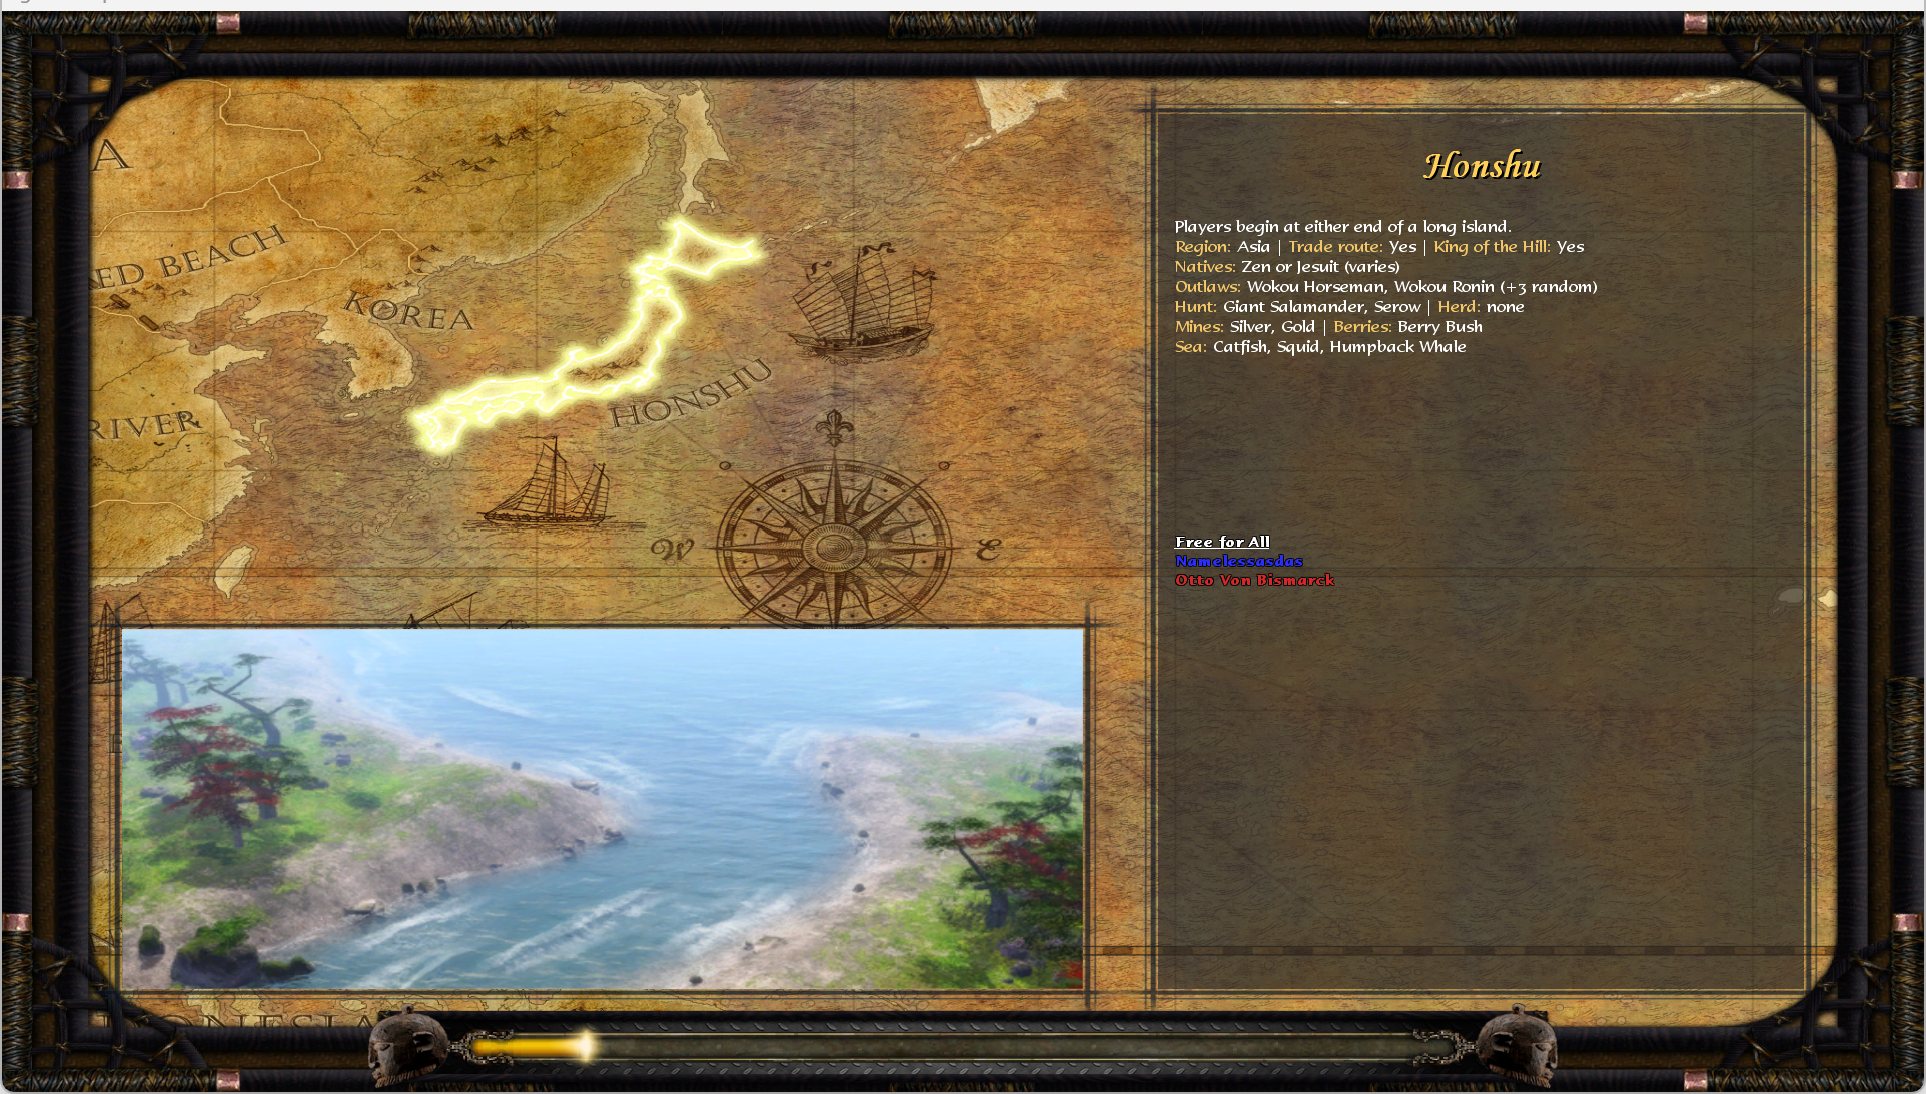 A
RED BEACH
KOREA
RIVER
HONSHU
W
E
Honshu
Players begin at either end of a long island.
Region: Asia | Trade route: Yes | King of the Hill: Yes
Natives: Zen or Jesuit (varies)
Outlaws: Wokou Horseman, Wokou Ronin (+3 random)
Hunt: Giant Salamander, Serow | Herd: none
Mines: Silver, Gold | Berries: Berry Bush
Sea: Catfish, Squid, Humpback Whale
Free for All
Namelessasdas
Otto Von Bismarck